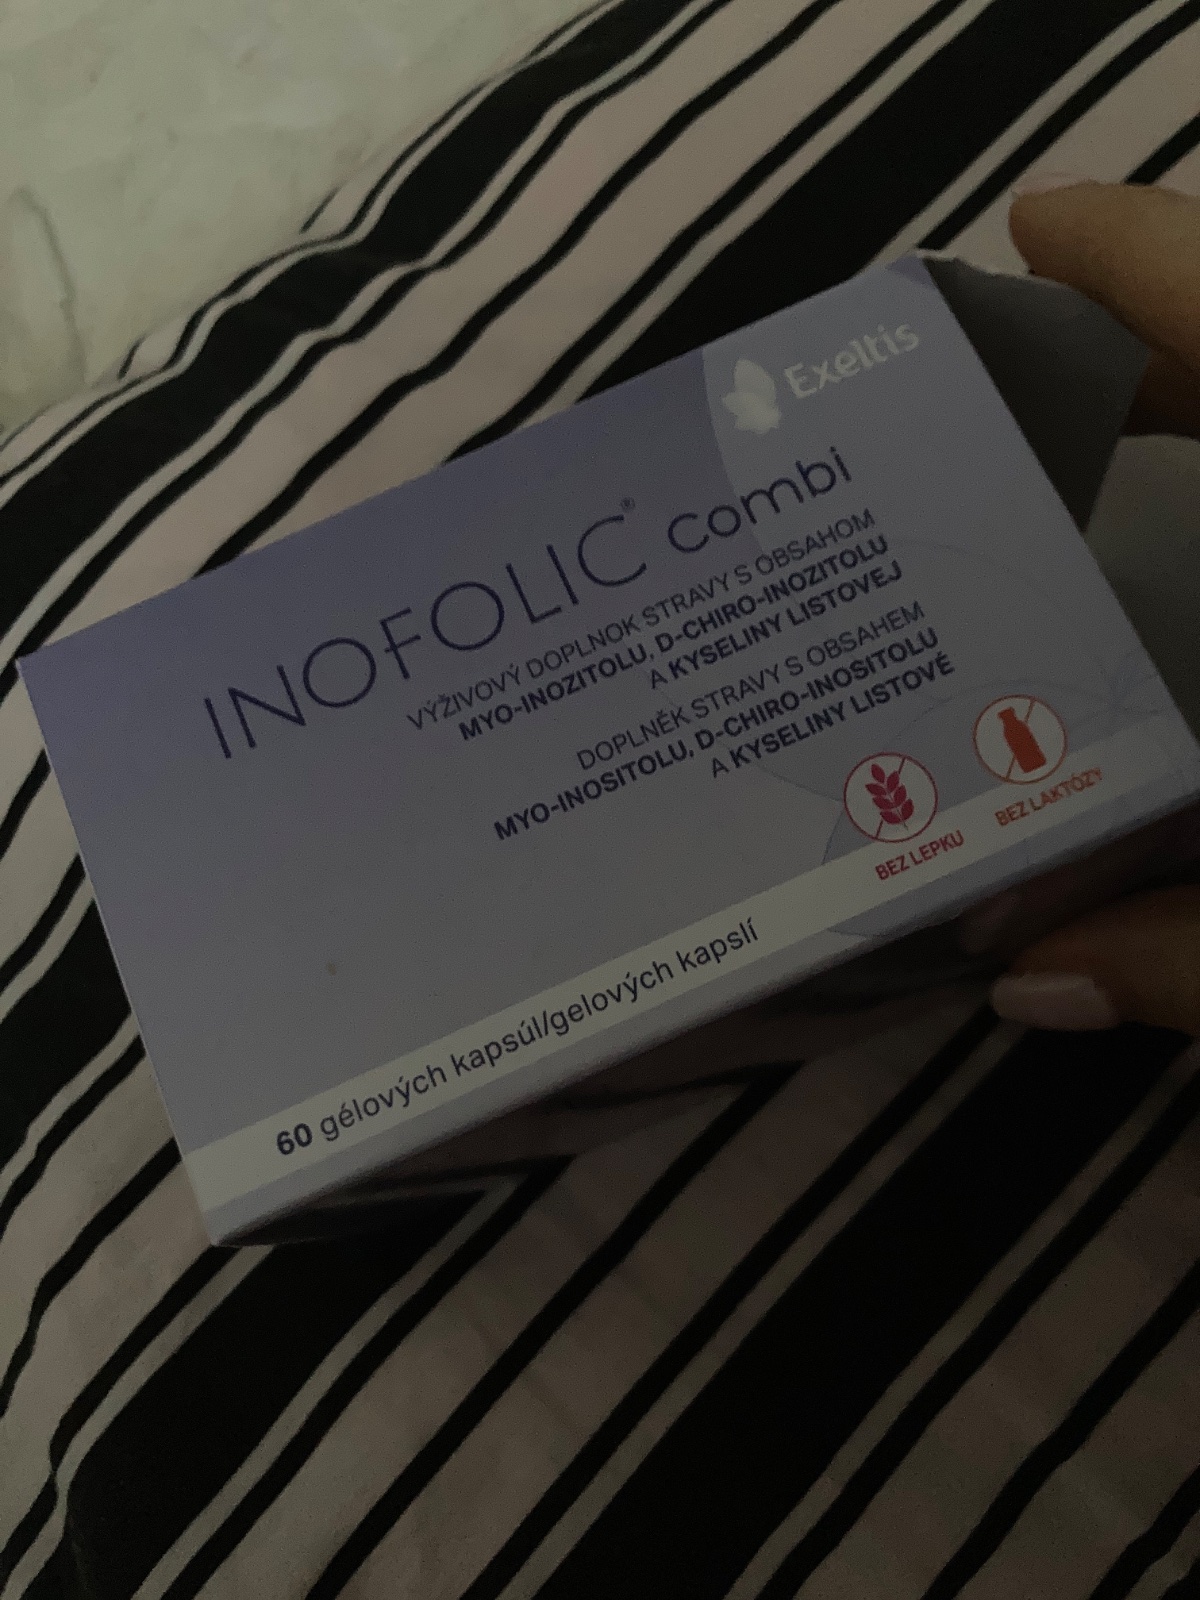 Exeltis
INOFOLIC® combi
VÝŽIVOVÝ DOPLNOK STRAVY S OBSAHOM
MYO-INOZITOLU, D-CHIRO-INOZITOLU
A KYSELINY LISTOVEJ
DOPLNĚK STRAVY S OBSAHEM
MYO-INOSITOLU, D-CHIRO-INOSITOLU
A KYSELINY LISTOVÉ
BEZ LEPKU
BEZ LAKTÓZY
60 gélových kapsúl/gelových kapslí